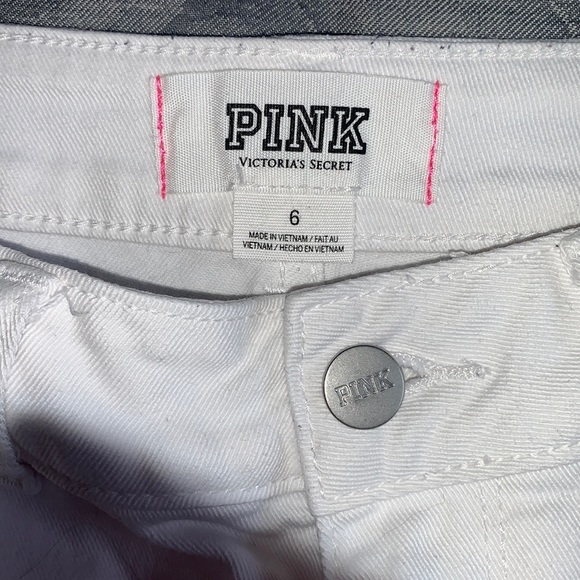 PINK
VICTORIA'S SECRET
6
MADE IN VIETNAM / FAIT AU
VIETNAM / HECHO EN VIETNAM
PINK